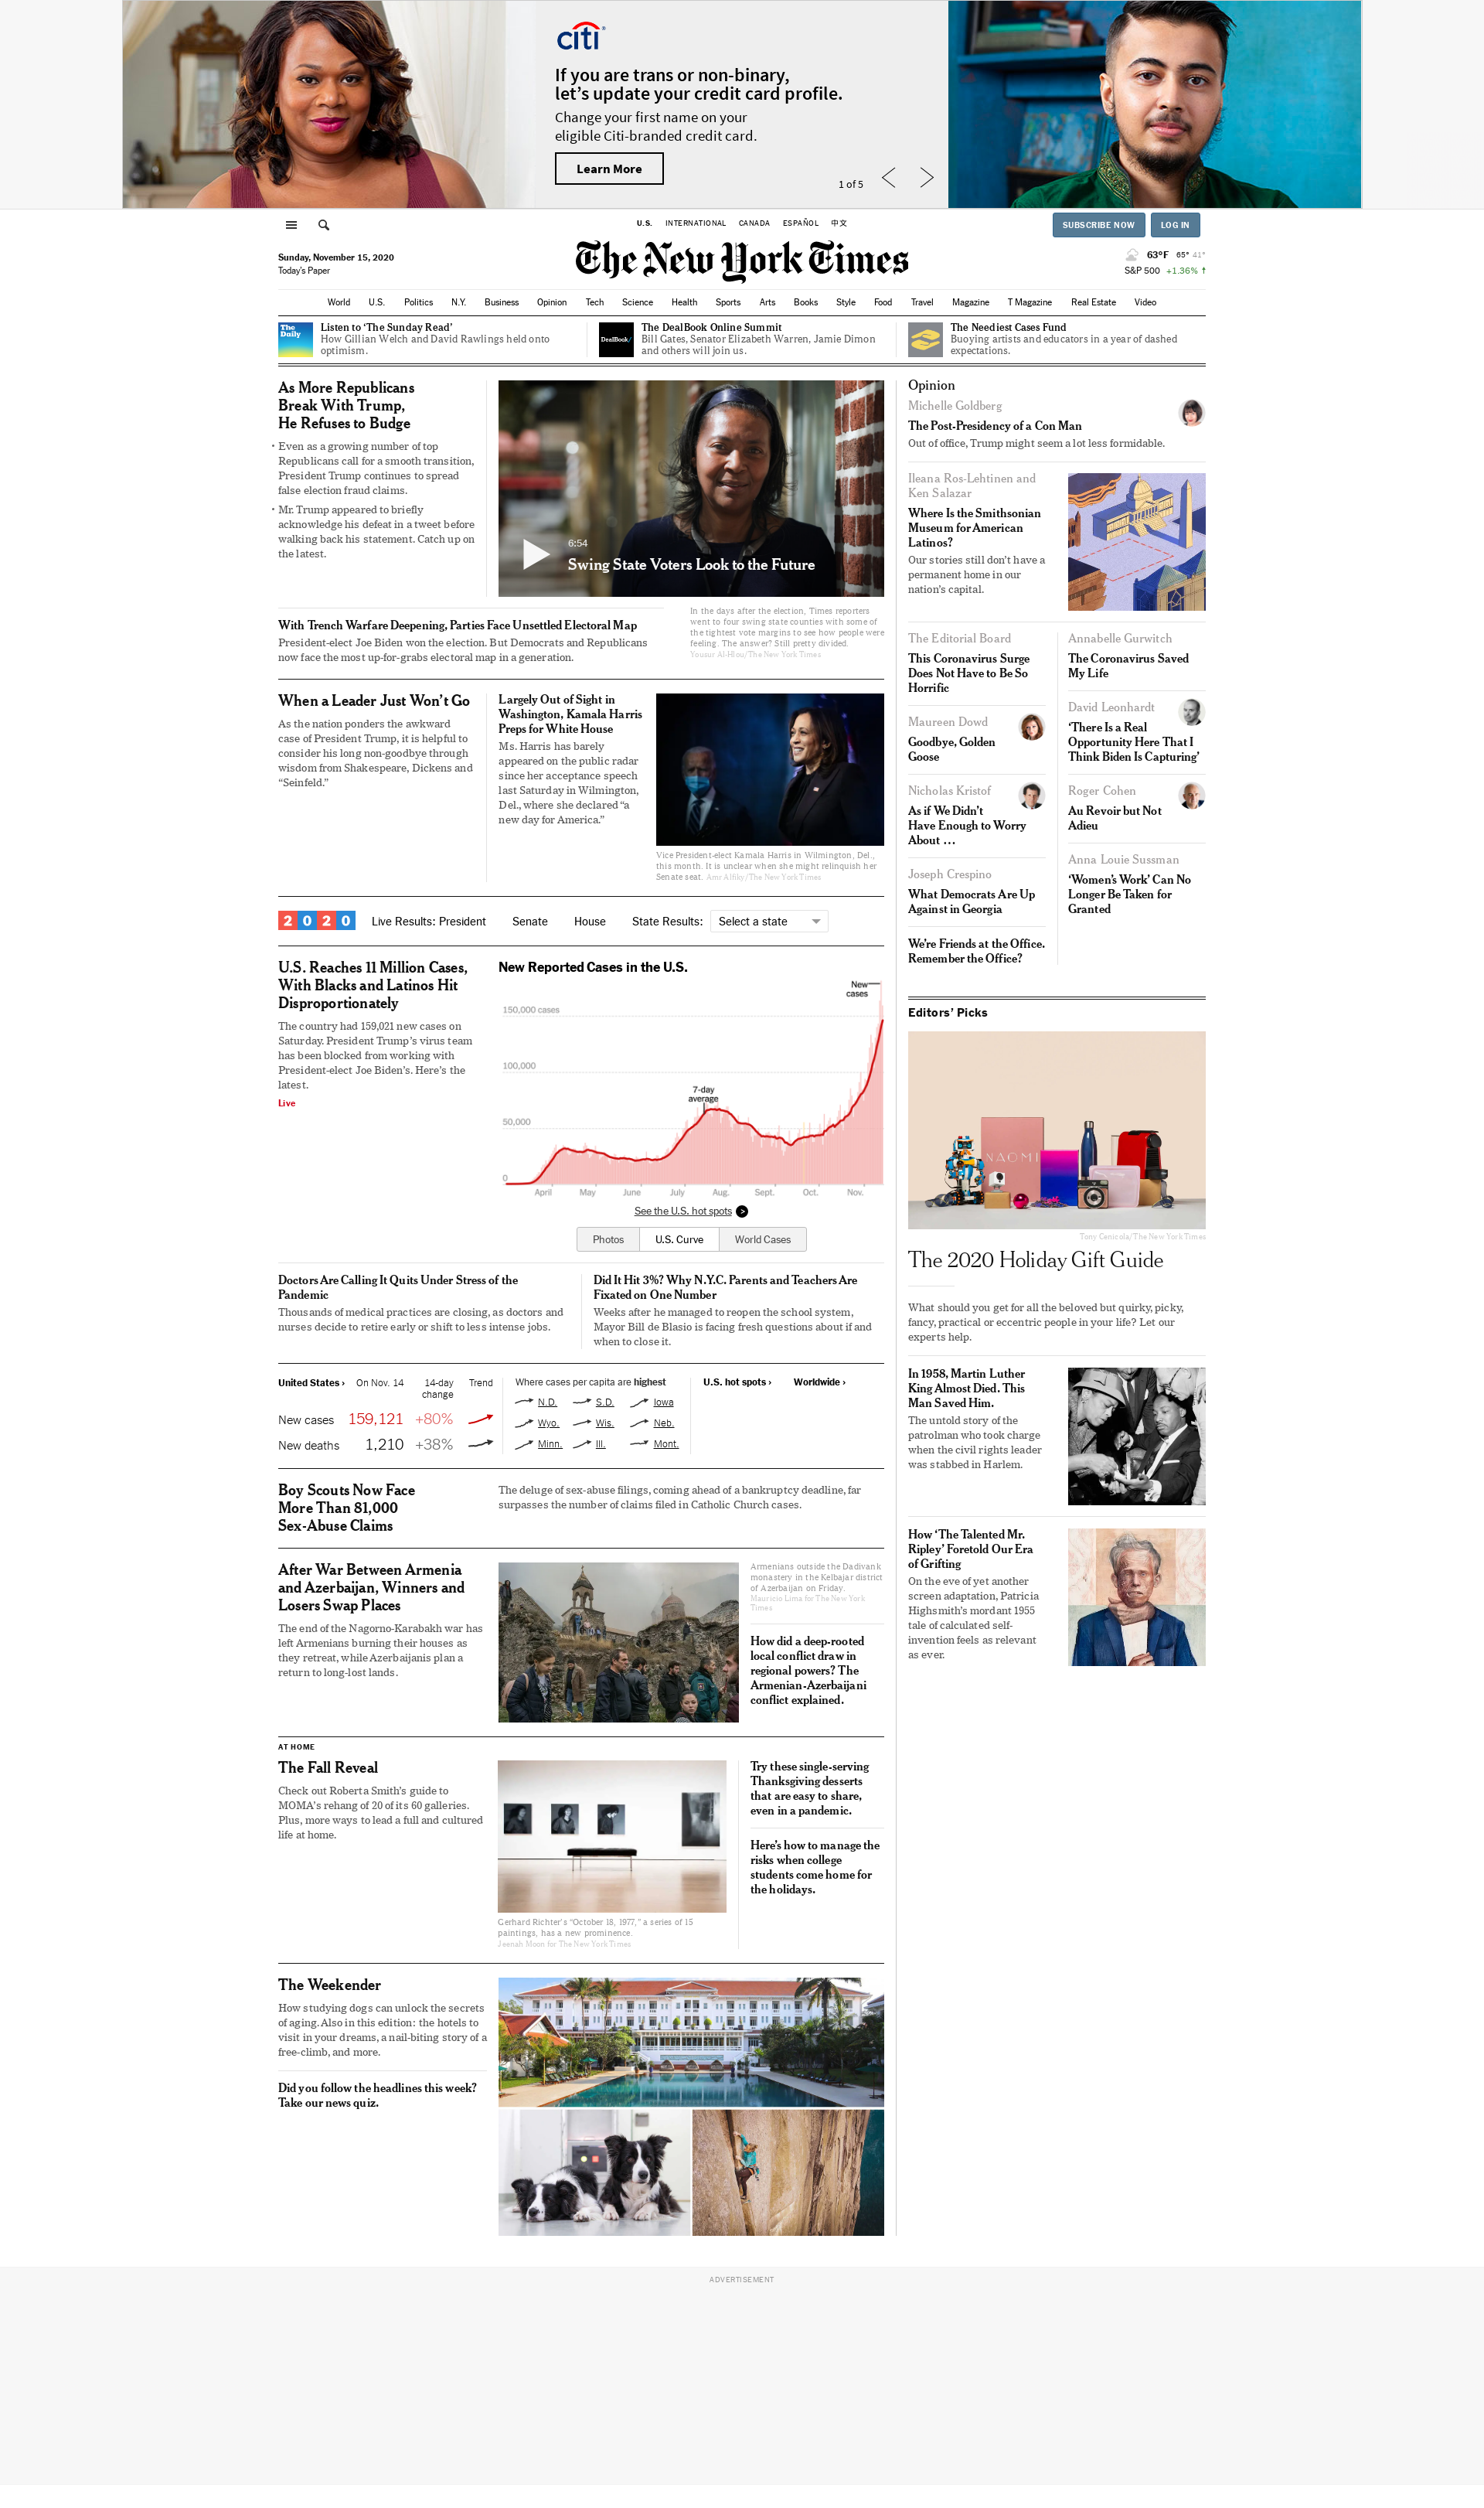 citi
If you are trans or non-binary,
let's update your credit card profile.
Change your first name on your
eligible Citi-branded credit card.
Learn More
1 of 5
U.S. INTERNATIONAL CANADA ESPAÑOL 中文
SUBSCRIBE NOW LOG IN
Sunday, November 15, 2020
Today's Paper
The New York Times
63°F 65° 41°
S&P 500 +1.36% ↑
World U.S. Politics N.Y. Business Opinion Tech Science Health Sports Arts Books Style Food Travel Magazine T Magazine Real Estate Video
The Daily
Listen to 'The Sunday Read'
How Gillian Welch and David Rawlings held onto
optimism.
DealBook/
The DealBook Online Summit
Bill Gates, Senator Elizabeth Warren, Jamie Dimon
and others will join us.
The Neediest Cases Fund
Buoying artists and educators in a year of dashed
expectations.
As More Republicans
Break With Trump,
He Refuses to Budge
• Even as a growing number of top
Republicans call for a smooth transition,
President Trump continues to spread
false election fraud claims.
• Mr. Trump appeared to briefly
acknowledge his defeat in a tweet before
walking back his statement. Catch up on
the latest.
6:54
Swing State Voters Look to the Future
In the days after the election, Times reporters
went to four swing state counties with some of
the tightest vote margins to see how people were
feeling. The answer? Still pretty divided.
Yousur Al-Hlou/The New York Times
With Trench Warfare Deepening, Parties Face Unsettled Electoral Map
President-elect Joe Biden won the election. But Democrats and Republicans
now face the most up-for-grabs electoral map in a generation.
When a Leader Just Won't Go
As the nation ponders the awkward
case of President Trump, it is helpful to
consider his long non-goodbye through
wisdom from Shakespeare, Dickens and
“Seinfeld.”
Largely Out of Sight in
Washington, Kamala Harris
Preps for White House
Ms. Harris has barely
appeared on the public radar
since her acceptance speech
last Saturday in Wilmington,
Del., where she declared “a
new day for America.”
Vice President-elect Kamala Harris in Wilmington, Del.,
this month. It is unclear when she might relinquish her
Senate seat. Amr Alfiky/The New York Times
2020 Live Results: President Senate House State Results: Select a state
U.S. Reaches 11 Million Cases,
With Blacks and Latinos Hit
Disproportionately
The country had 159,021 new cases on
Saturday. President Trump's virus team
has been blocked from working with
President-elect Joe Biden's. Here's the
latest.
Live
New Reported Cases in the U.S.
New
cases
150,000 cases
100,000
7-day
average
50,000
0
April May June July Aug. Sept. Oct. Nov.
See the U.S. hot spots >
Photos U.S. Curve World Cases
Doctors Are Calling It Quits Under Stress of the
Pandemic
Thousands of medical practices are closing, as doctors and
nurses decide to retire early or shift to less intense jobs.
Did It Hit 3%? Why N.Y.C. Parents and Teachers Are
Fixated on One Number
Weeks after he managed to reopen the school system,
Mayor Bill de Blasio is facing fresh questions about if and
when to close it.
United States › On Nov. 14 14-day
change Trend
New cases 159,121 +80%
New deaths 1,210 +38%
Where cases per capita are highest
N.D. S.D. Iowa
Wyo. Wis. Neb.
Minn. Ill. Mont.
U.S. hot spots › Worldwide ›
Boy Scouts Now Face
More Than 81,000
Sex-Abuse Claims
The deluge of sex-abuse filings, coming ahead of a bankruptcy deadline, far
surpasses the number of claims filed in Catholic Church cases.
After War Between Armenia
and Azerbaijan, Winners and
Losers Swap Places
The end of the Nagorno-Karabakh war has
left Armenians burning their houses as
they retreat, while Azerbaijanis plan a
return to long-lost lands.
Armenians outside the Dadivank
monastery in the Kelbajar district
of Azerbaijan on Friday.
Mauricio Lima for The New York
Times
How did a deep-rooted
local conflict draw in
regional powers? The
Armenian-Azerbaijani
conflict explained.
AT HOME
The Fall Reveal
Check out Roberta Smith's guide to
MOMA's rehang of 20 of its 60 galleries.
Plus, more ways to lead a full and cultured
life at home.
Gerhard Richter's “October 18, 1977,” a series of 15
paintings, has a new prominence.
Jeenah Moon for The New York Times
Try these single-serving
Thanksgiving desserts
that are easy to share,
even in a pandemic.
Here's how to manage the
risks when college
students come home for
the holidays.
The Weekender
How studying dogs can unlock the secrets
of aging. Also in this edition: the hotels to
visit in your dreams, a nail-biting story of a
free-climb, and more.
Did you follow the headlines this week?
Take our news quiz.
Opinion
Michelle Goldberg
The Post-Presidency of a Con Man
Out of office, Trump might seem a lot less formidable.
Ileana Ros-Lehtinen and
Ken Salazar
Where Is the Smithsonian
Museum for American
Latinos?
Our stories still don't have a
permanent home in our
nation's capital.
The Editorial Board
This Coronavirus Surge
Does Not Have to Be So
Horrific
Maureen Dowd
Goodbye, Golden
Goose
Nicholas Kristof
As if We Didn't
Have Enough to Worry
About …
Joseph Crespino
What Democrats Are Up
Against in Georgia
We're Friends at the Office.
Remember the Office?
Annabelle Gurwitch
The Coronavirus Saved
My Life
David Leonhardt
'There Is a Real
Opportunity Here That I
Think Biden Is Capturing'
Roger Cohen
Au Revoir but Not
Adieu
Anna Louie Sussman
'Women's Work' Can No
Longer Be Taken for
Granted
Editors' Picks
NAOMI
Tony Cenicola/The New York Times
The 2020 Holiday Gift Guide
What should you get for all the beloved but quirky, picky,
fancy, practical or eccentric people in your life? Let our
experts help.
In 1958, Martin Luther
King Almost Died. This
Man Saved Him.
The untold story of the
patrolman who took charge
when the civil rights leader
was stabbed in Harlem.
How 'The Talented Mr.
Ripley' Foretold Our Era
of Grifting
On the eve of yet another
screen adaptation, Patricia
Highsmith's mordant 1955
tale of calculated self-
invention feels as relevant
as ever.
ADVERTISEMENT